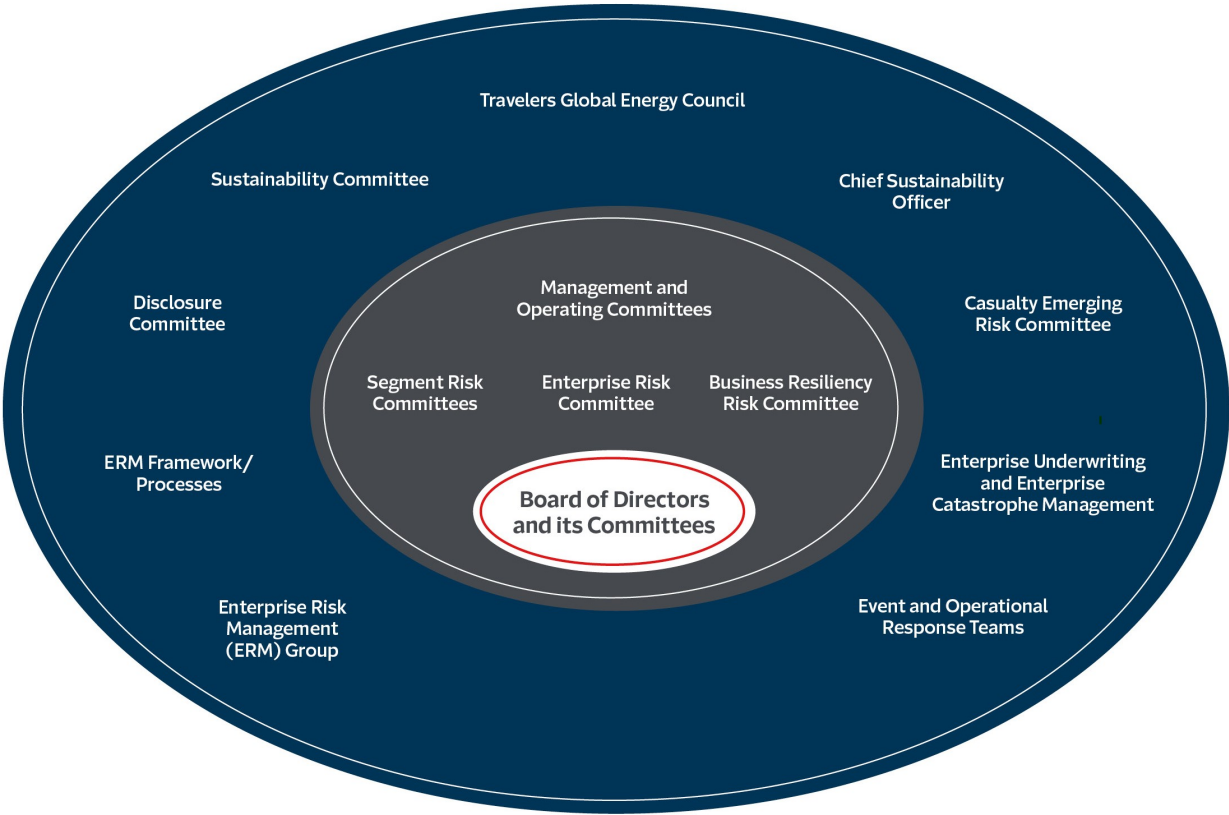 Travelers Global Energy Council
Sustainability Committee
Chief Sustainability
Officer
Disclosure
Committee
Management and
Operating Committees
Casualty Emerging
Risk Committee
Segment Risk
Committees
Enterprise Risk
Committee
Business Resiliency
Risk Committee
ERM Framework/
Processes
Board of Directors
and its Committees
Enterprise Underwriting
and Enterprise
Catastrophe Management
Enterprise Risk
Management
(ERM) Group
Event and Operational
Response Teams